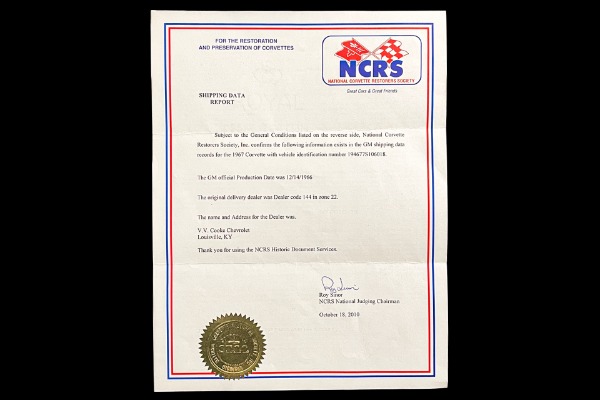 FOR THE RESTORATION
AND PRESERVATION OF CORVETTES
NCRS
NATIONAL CORVETTE RESTORERS SOCIETY
Great Cars & Great Friends
SHIPPING DATA
REPORT
Subject to the General Conditions listed on the reverse side, National Corvette
Restorers Society, Inc. confirms the following information exists in the GM shipping data
records for the 1967 Corvette with vehicle identification number 194677S106018.
The GM official Production Date was 12/14/1966
The original delivery dealer was Dealer code 144 in zone 22.
The name and Address for the Dealer was.
V.V. Cooke Chevrolet
Louisville, KY
Thank you for using the NCRS Historic Document Services.
Roy Sinor
NCRS National Judging Chairman
October 18, 2010